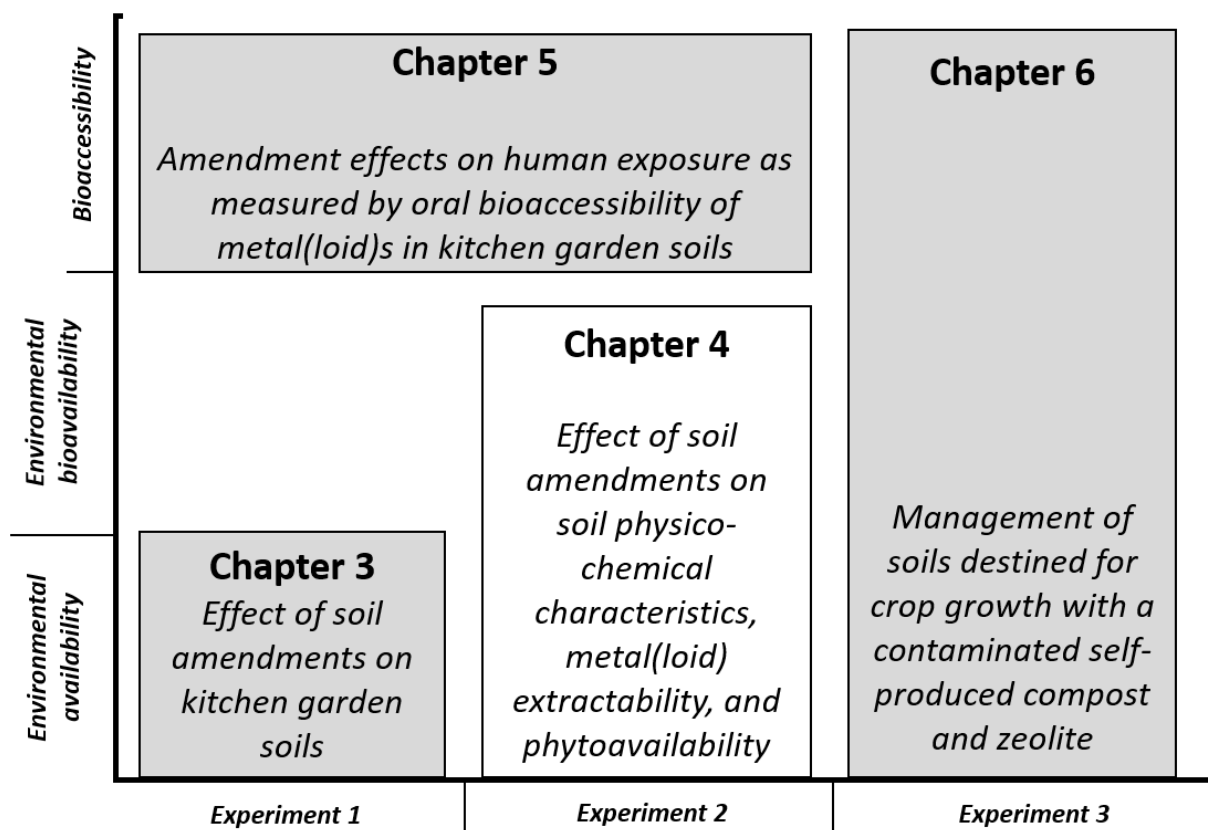 Bioaccessibility
Environmental
bioavailability
Environmental
availability
Chapter 5
Amendment effects on human exposure as
measured by oral bioaccessibility of
metal(loid)s in kitchen garden soils
Chapter 6
Management of
soils destined for
crop growth with a
contaminated self-
produced compost
and zeolite
Chapter 4
Effect of soil
amendments on
soil physico-
chemical
characteristics,
metal(loid)
extractability, and
phytoavailability
Chapter 3
Effect of soil
amendments on
kitchen garden
soils
Experiment 1
Experiment 2
Experiment 3